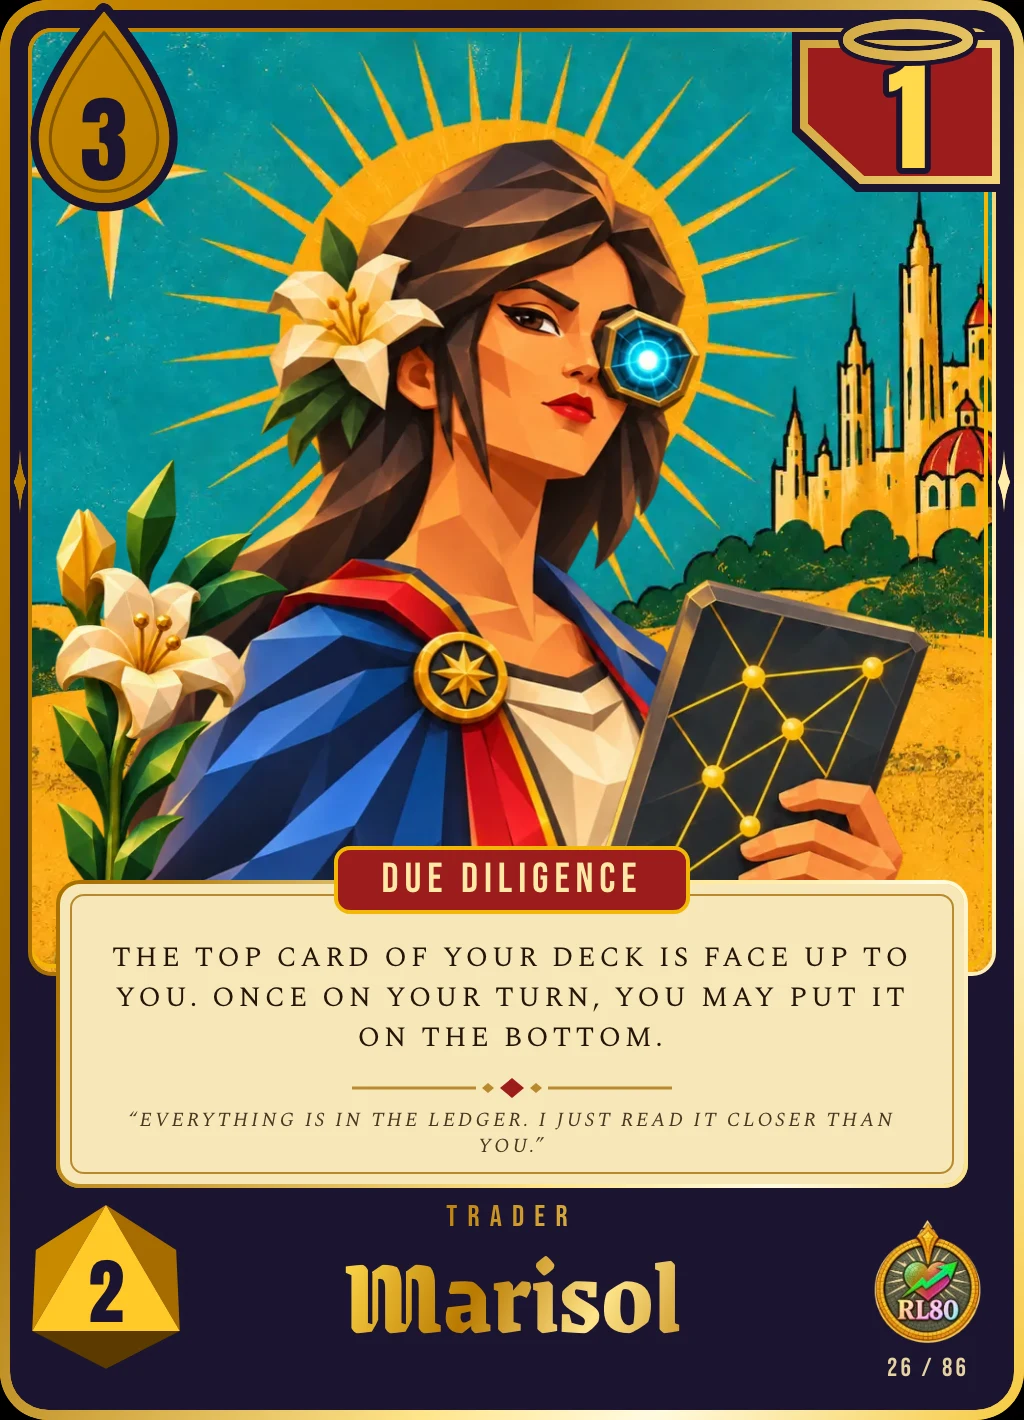 3
1
DUE DILIGENCE
THE TOP CARD OF YOUR DECK IS FACE UP TO
YOU. ONCE ON YOUR TURN, YOU MAY PUT IT
ON THE BOTTOM.
“EVERYTHING IS IN THE LEDGER. I JUST READ IT CLOSER THAN
YOU.”
TRADER
2
Marisol
RL80
26 / 86